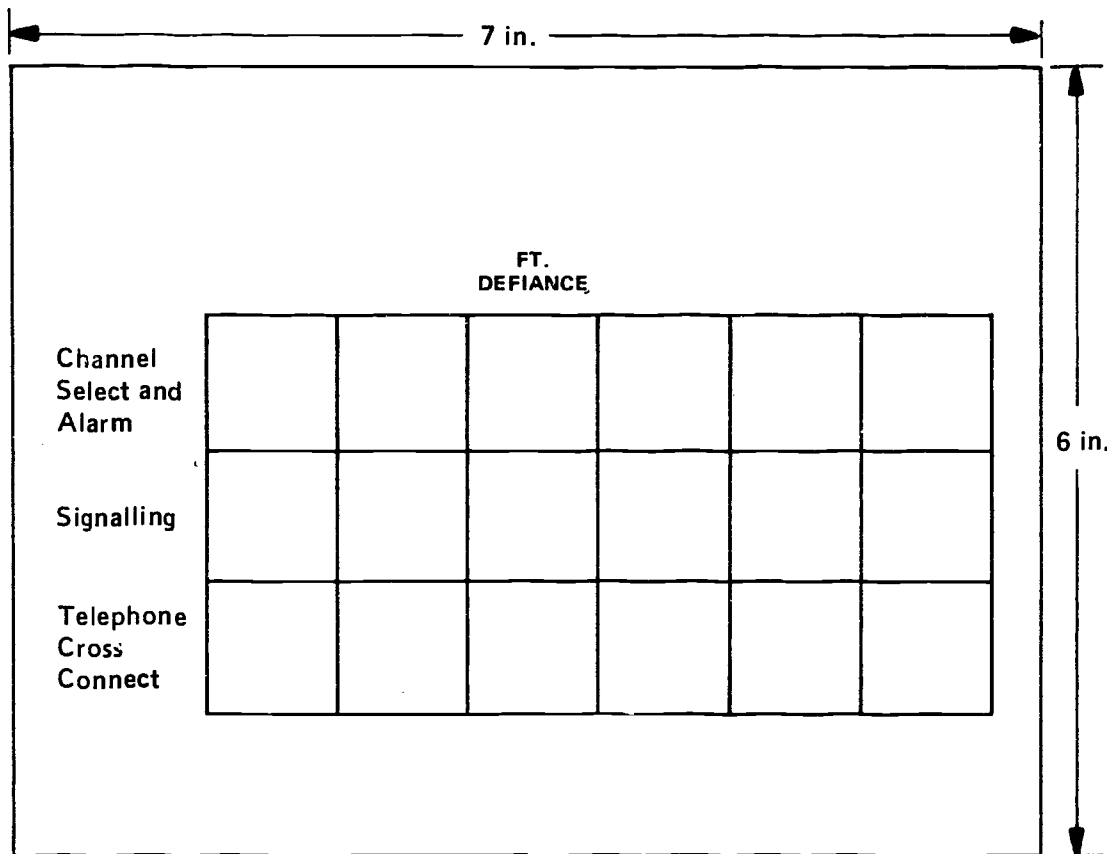 7 in.
FT.
DEFIANCE
Channel
Select and
Alarm
6 in.
Signalling
Telephone
Cross
Connect